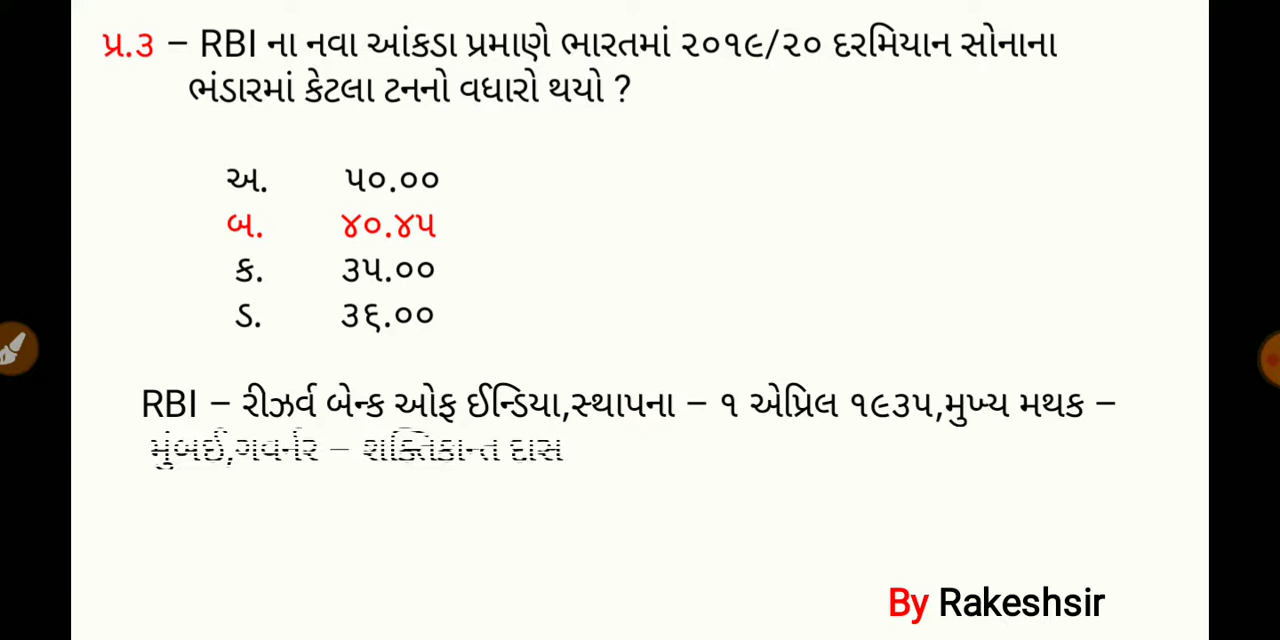 પ્ર.૩ – RBI ના નવા આંકડા પ્રમાણે ભારતમાં ૨૦૧૯/૨૦ દરમિયાન સોનાના
ભંડારમાં કેટલા ટનનો વધારો થયો ?
અ. ૫૦.૦૦
બ. ૪૦.૪૫
ક. ૩૫.૦૦
ડ. ૩૬.૦૦
RBI – રીઝર્વ બેન્ક ઓફ ઈન્ડિયા,સ્થાપના – ૧ એપ્રિલ ૧૯૩૫,મુખ્ય મથક –
મુંબઈ,ગવર્નર – શક્તિકાન્ત દાસ
By Rakeshsir